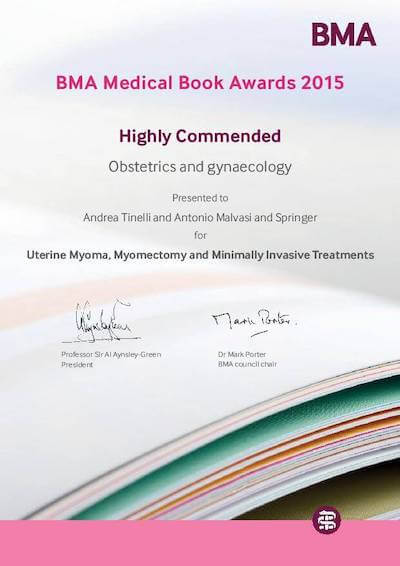 BMA
BMA Medical Book Awards 2015
Highly Commended
Obstetrics and gynaecology
Presented to
Andrea Tinelli and Antonio Malvasi and Springer
for
Uterine Myoma, Myomectomy and Minimally Invasive Treatments
Mark Porter.
Professor Sir Al Aynsley-Green
President
Dr Mark Porter
BMA council chair